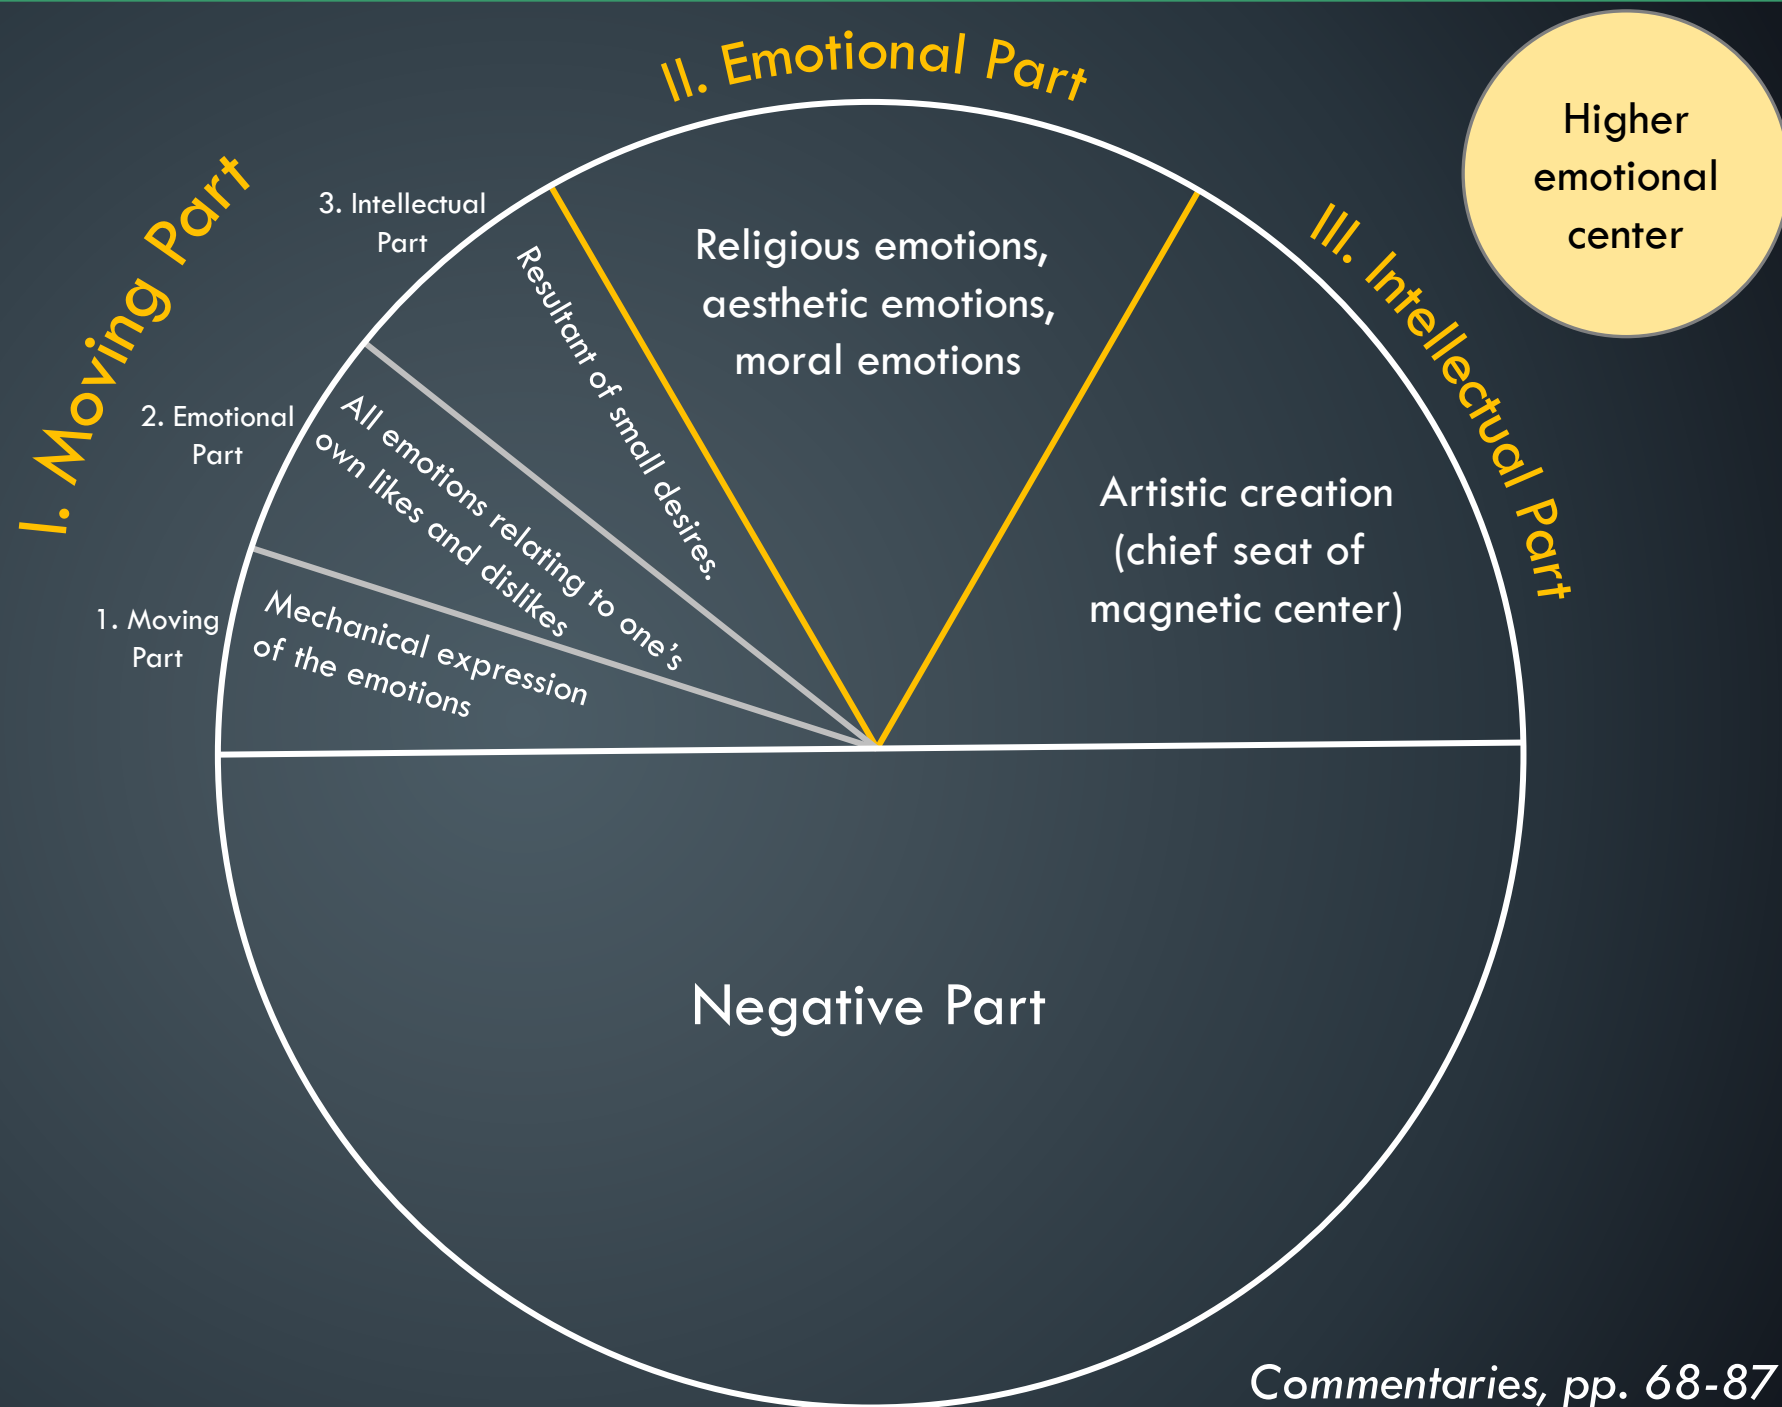 II. Emotional Part
Higher
emotional
center
I. Moving Part
3. Intellectual
Part
III. Intellectual Part
Religious emotions,
aesthetic emotions,
moral emotions
Resultant of small desires.
2. Emotional
Part
All emotions relating to one’s
own likes and dislikes
Artistic creation
(chief seat of
magnetic center)
1. Moving
Part
Mechanical expression
of the emotions
Negative Part
Commentaries, pp. 68-87